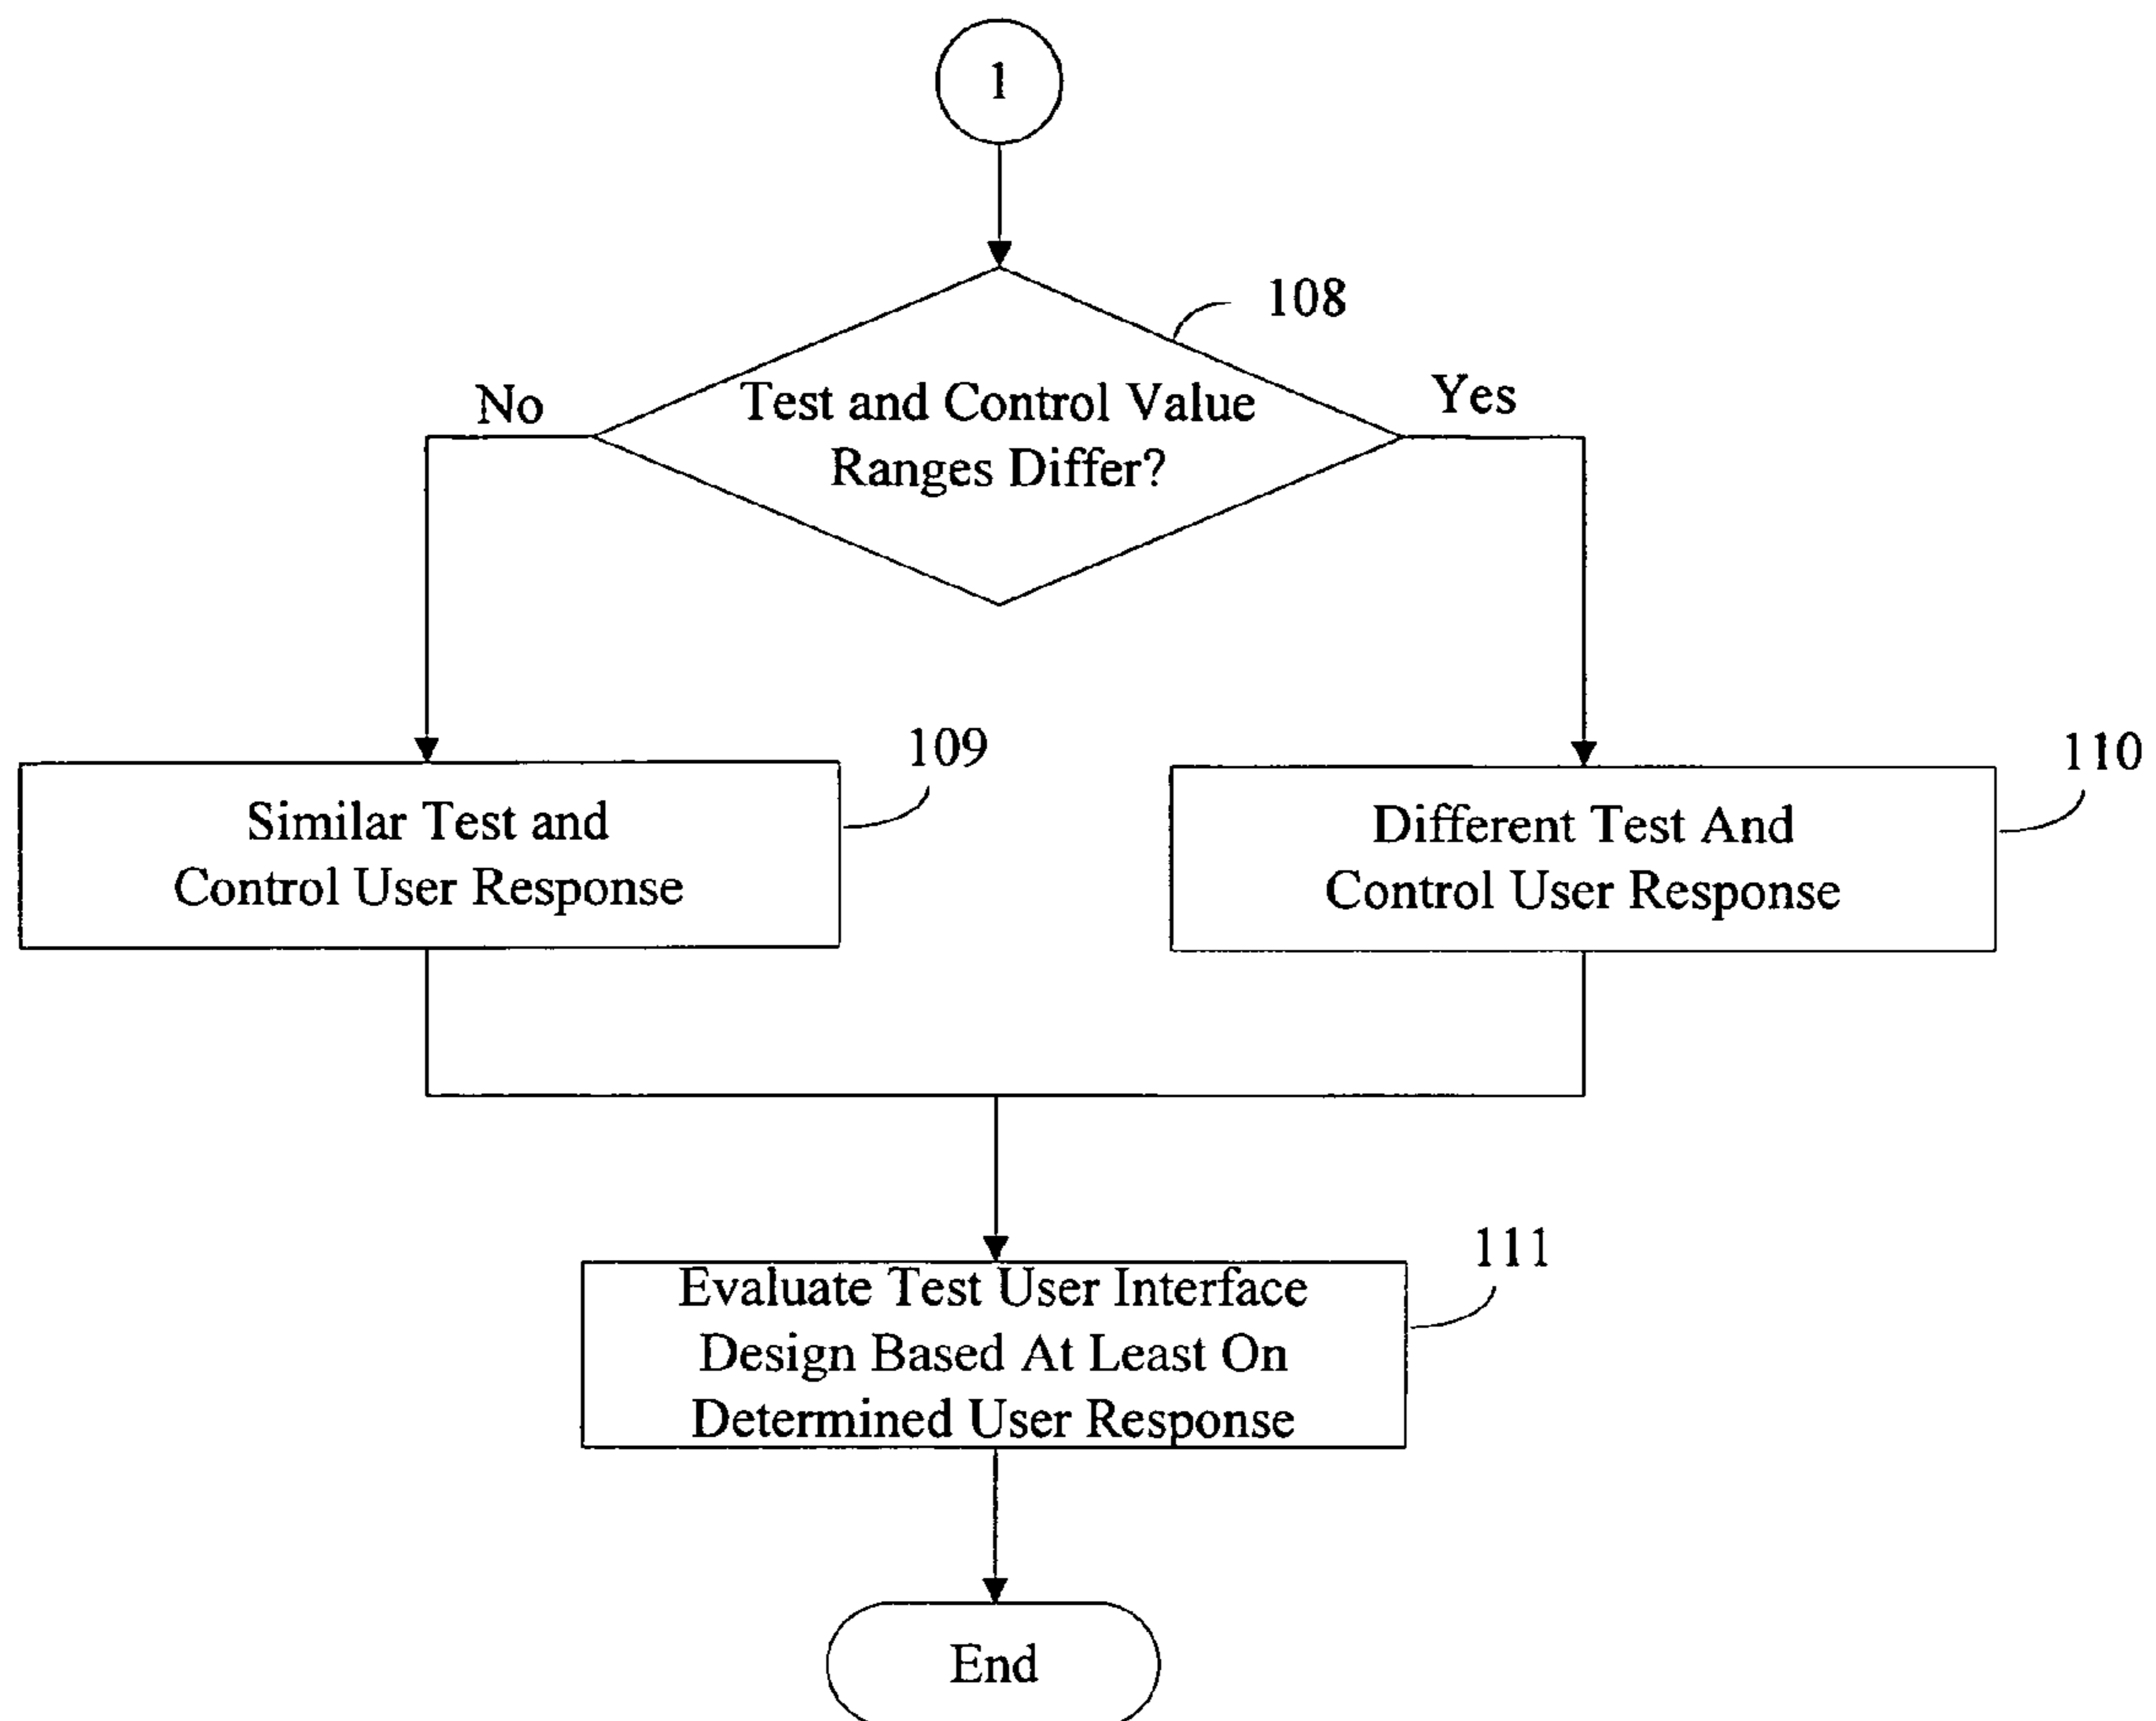 1
108
Test and Control Value
Ranges Differ?
No
Yes
109
Similar Test and
Control User Response
110
Different Test And
Control User Response
111
Evaluate Test User Interface
Design Based At Least On
Determined User Response
End